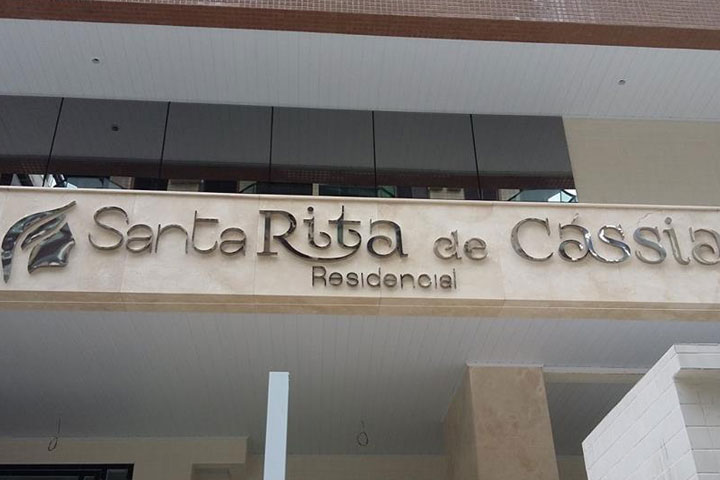 Santa Rita de Cássia
Residencial